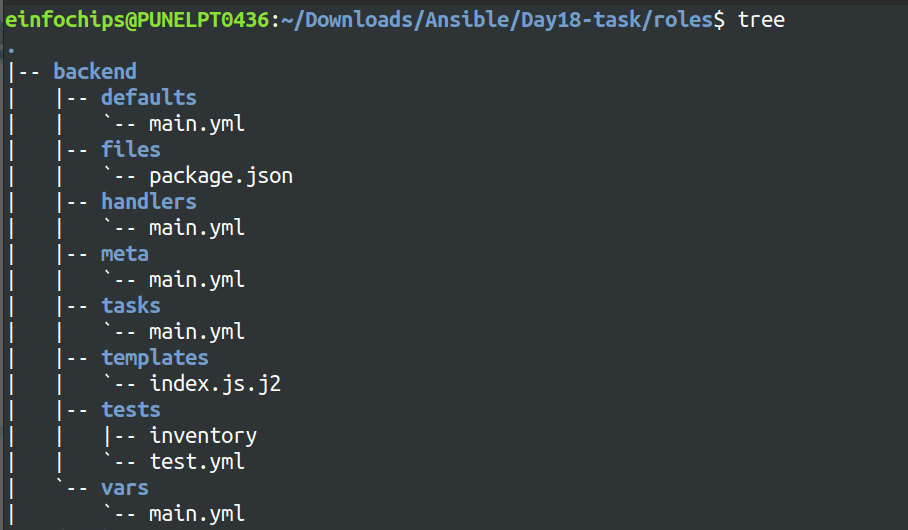 einfochips@PUNELPT0436:~/Downloads/Ansible/Day18-task/roles$ tree
.
|-- backend
|   |-- defaults
|   |   `-- main.yml
|   |-- files
|   |   `-- package.json
|   |-- handlers
|   |   `-- main.yml
|   |-- meta
|   |   `-- main.yml
|   |-- tasks
|   |   `-- main.yml
|   |-- templates
|   |   `-- index.js.j2
|   |-- tests
|   |   |-- inventory
|   |   `-- test.yml
|   `-- vars
|       `-- main.yml